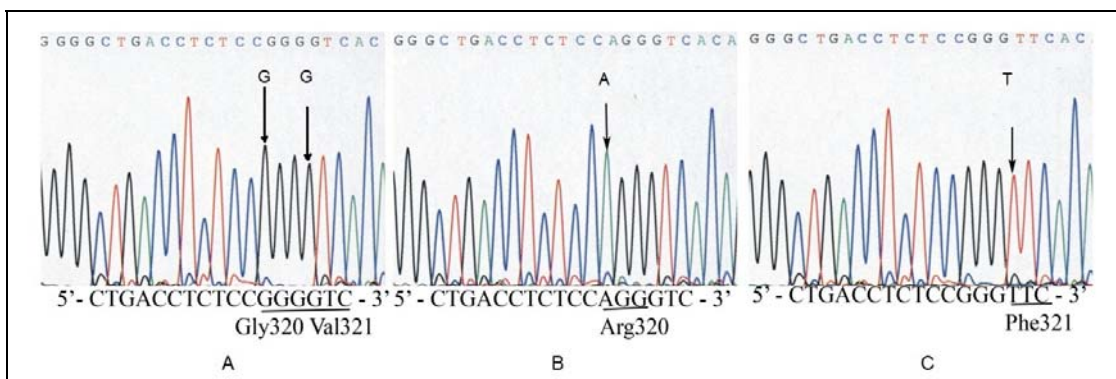 G G G G C T G A C C T C T C C G G G G T C A C
G G G C T G A C C T C T C C A G G G T C A C A
G G G C T G A C C T C T C C G G G T T C A C
G G
A
T
5’- CTGACCTCTCCGGGGTC - 3’
5’- CTGACCTCTCCAGGGTC - 3’
5’- CTGACCTCTCCGGGTTC - 3’
Gly320 Val321
Arg320
Phe321
A
B
C